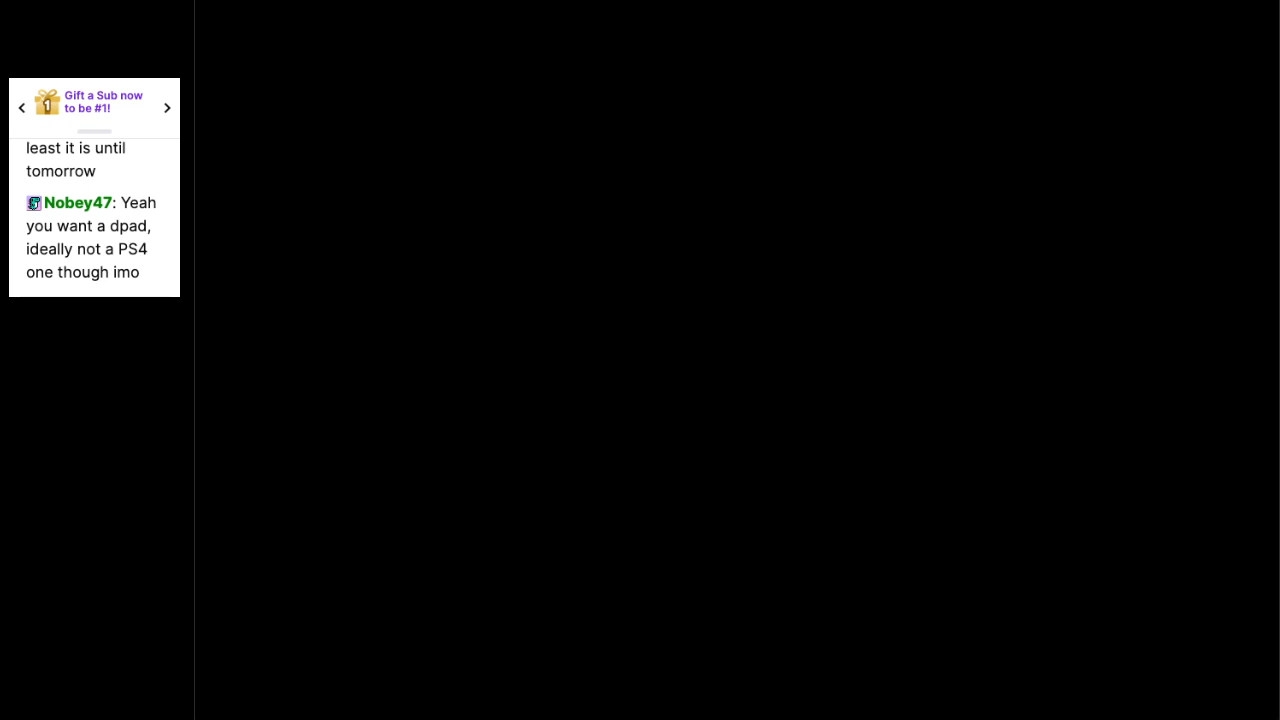 Gift a Sub now
to be #1!
1
least it is until
tomorrow
Nobey47: Yeah
you want a dpad,
ideally not a PS4
one though imo